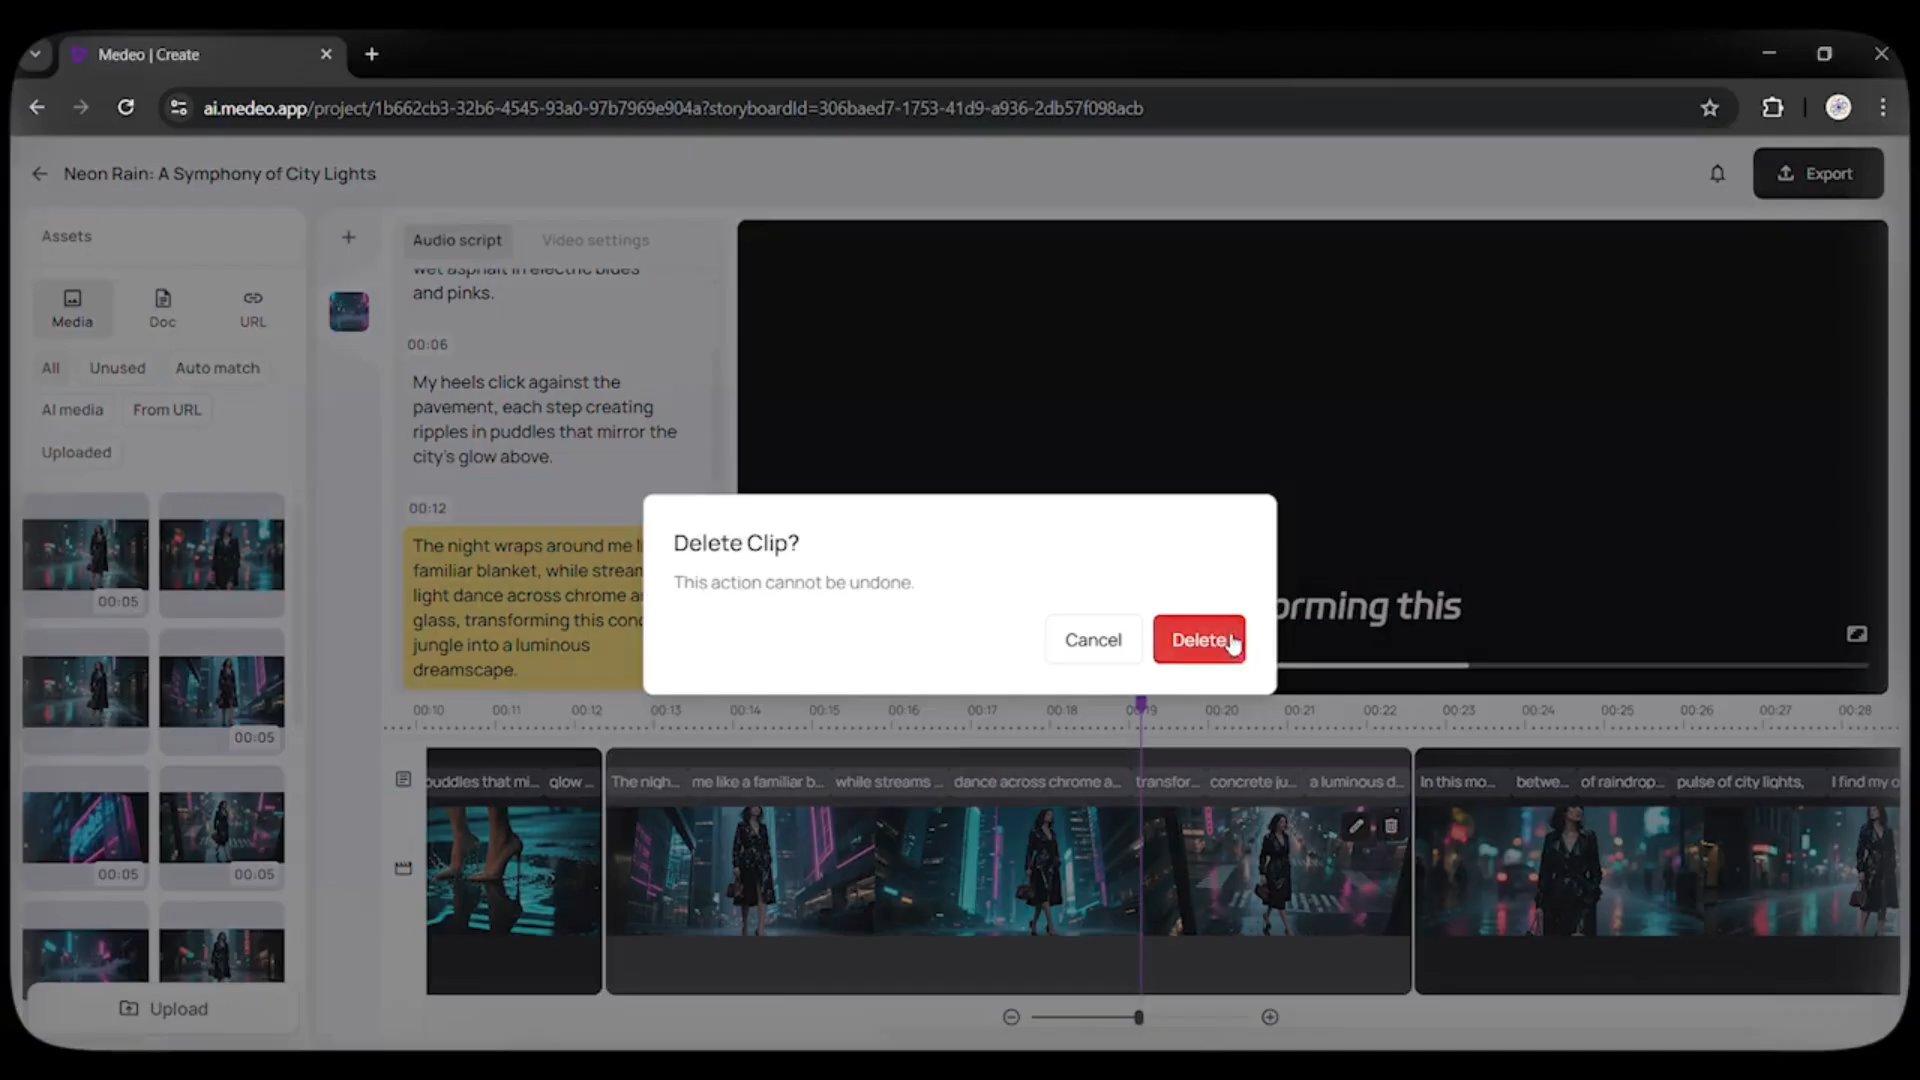 Medeo | Create
ai.medeo.app/project/1b662cb3-32b6-4545-93a0-97b7969e904a?storyboardId=306baed7-1753-41d9-a936-2db57f098acb
Neon Rain: A Symphony of City Lights
Export
Assets
Media
Doc
URL
All
Unused
Auto match
AI media
From URL
Uploaded
00:05
00:05
00:05
00:05
Upload
Audio script
Video settings
wet asphalt in electric blues
and pinks.
00:06
My heels click against the
pavement, each step creating
ripples in puddles that mirror the
city's glow above.
00:12
The night wraps around me li
familiar blanket, while stream
light dance across chrome a
glass, transforming this conc
jungle into a luminous
dreamscape.
orming this
Delete Clip?
This action cannot be undone.
Cancel
Delete
00:10 00:11 00:12 00:13 00:14 00:15 00:16 00:17 00:18 00:19 00:20 00:21 00:22 00:23 00:24 00:25 00:26 00:27 00:28
puddles that mi... glow ... The nigh... me like a familiar b... while streams ... dance across chrome a... transfor... concrete ju... a luminous d... In this mo... betwe... of raindrop... pulse of city lights, I find my o